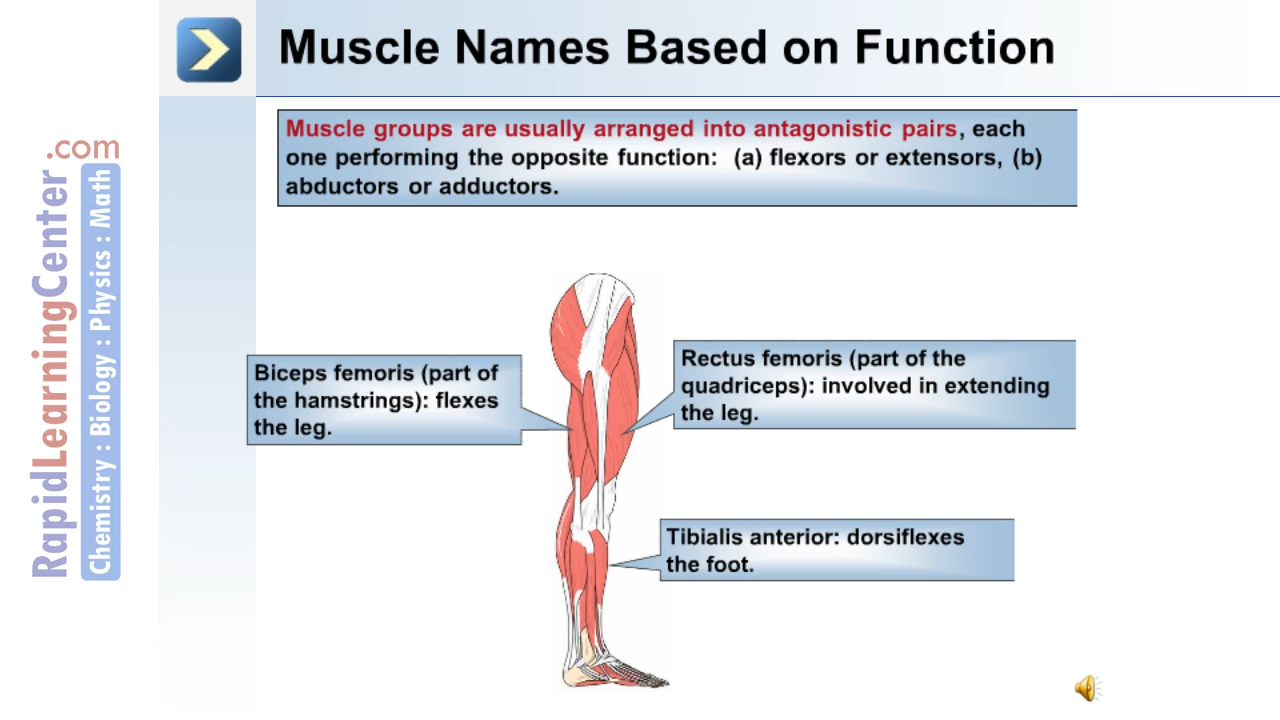 Muscle Names Based on Function
Muscle groups are usually arranged into antagonistic pairs, each
one performing the opposite function: (a) flexors or extensors, (b)
abductors or adductors.
Biceps femoris (part of
the hamstrings): flexes
the leg.
Rectus femoris (part of the
quadriceps): involved in extending
the leg.
Tibialis anterior: dorsiflexes
the foot.
RapidLearningCenter.com
Chemistry : Biology : Physics : Math